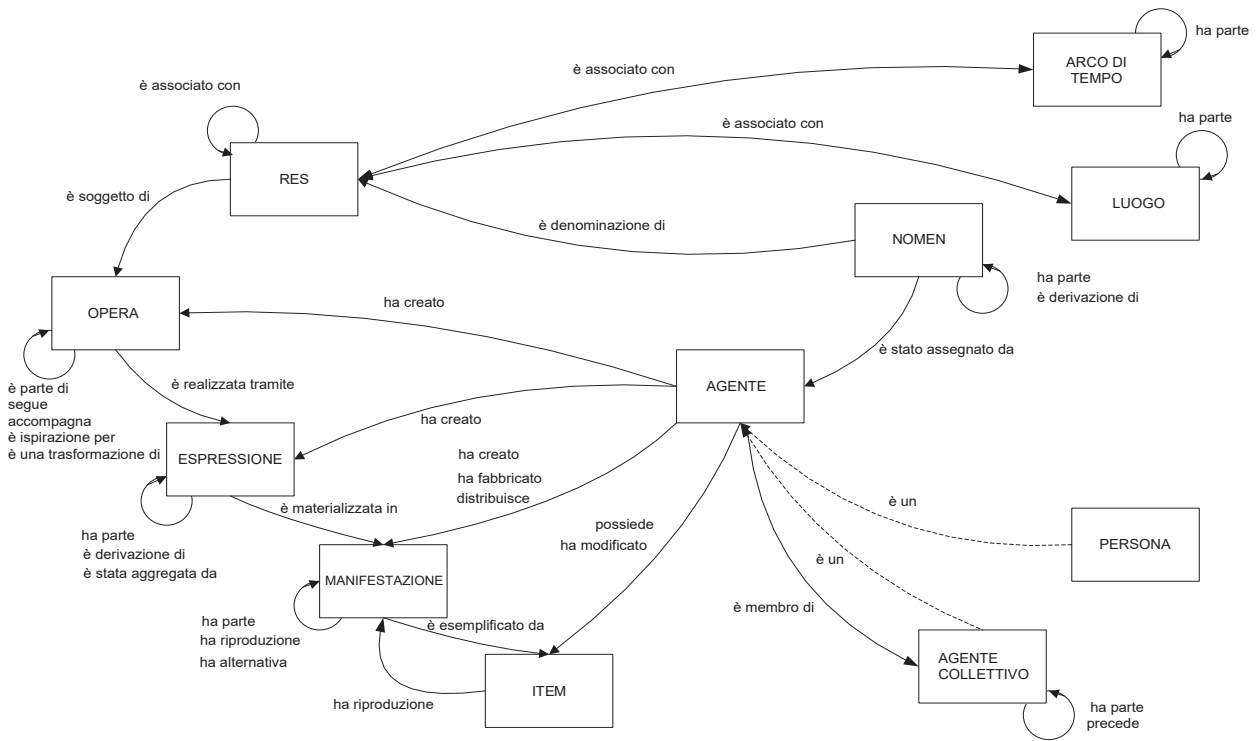 ha parte
ARCO DI
TEMPO
è associato con
è associato con
ha parte
è associato con
RES
LUOGO
è soggetto di
è denominazione di
NOMEN
ha parte
è derivazione di
OPERA
ha creato
è stato assegnato da
è parte di
segue
accompagna
è ispirazione per
è una trasformazione di
è realizzata tramite
AGENTE
ha creato
ESPRESSIONE
ha creato
ha fabbricato
distribuisce
è materializzata in
è un
possiede
ha modificato
ha parte
è derivazione di
è stata aggregata da
PERSONA
è un
MANIFESTAZIONE
è membro di
ha parte
ha riproduzione
ha alternativa
è esemplificato da
AGENTE
COLLETTIVO
ITEM
ha riproduzione
ha parte
precede